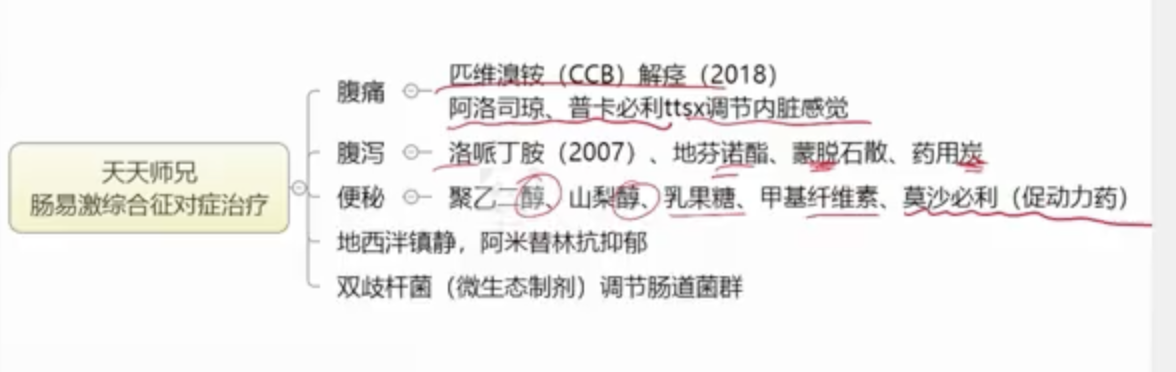 天天师兄
肠易激综合征对症治疗
腹痛
匹维溴铵（CCB）解痉（2018）
阿洛司琼、普卡必利ttsx调节内脏感觉
腹泻
洛哌丁胺（2007）、地芬诺酯、蒙脱石散、药用炭
便秘
聚乙二醇、山梨醇、乳果糖、甲基纤维素、莫沙必利（促动力药）
地西泮镇静，阿米替林抗抑郁
双歧杆菌（微生态制剂）调节肠道菌群